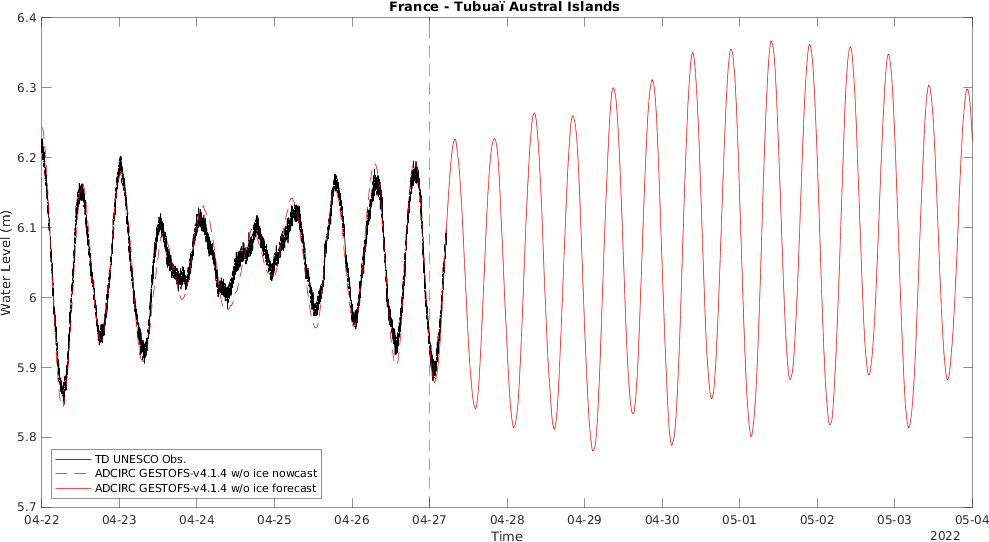 France - Tubuaï Austral Islands
6.4
6.3
6.2
6.1
6
5.9
5.8
5.7
Water Level (m)
TD UNESCO Obs.
ADCIRC GESTOFS-v4.1.4 w/o ice nowcast
ADCIRC GESTOFS-v4.1.4 w/o ice forecast
04-22 04-23 04-24 04-25 04-26 04-27 04-28 04-29 04-30 05-01 05-02 05-03 05-04
Time
2022